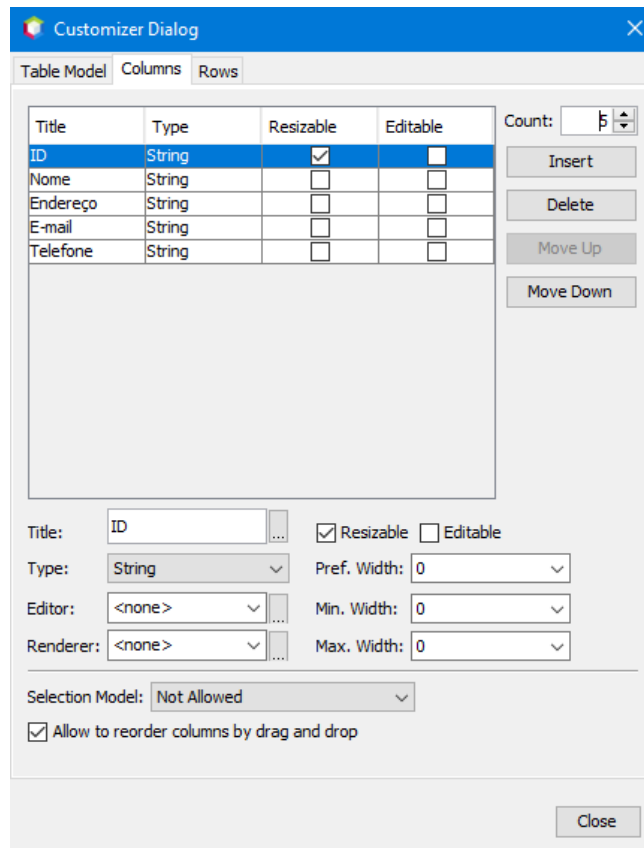 Customizer Dialog
Table Model Columns Rows
Title Type Resizable Editable
ID String
Nome String
Endereço String
E-mail String
Telefone String
Count: 5
Insert
Delete
Move Up
Move Down
Title: ID ... Resizable Editable
Type: String Pref. Width: 0
Editor: <none> ... Min. Width: 0
Renderer: <none> ... Max. Width: 0
Selection Model: Not Allowed
Allow to reorder columns by drag and drop
Close